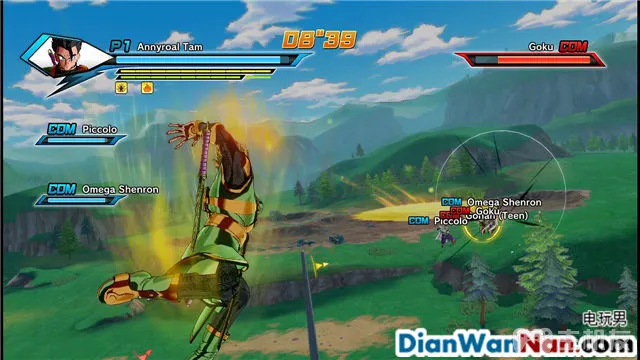 P1 Annyroal Tam
08"39
Goku COM
COM Piccolo
COM Omega Shenron
COM Omega Shenron
COM Goku
COM Piccolo
Gohan (Teen)
电玩男
DianWanNan.com